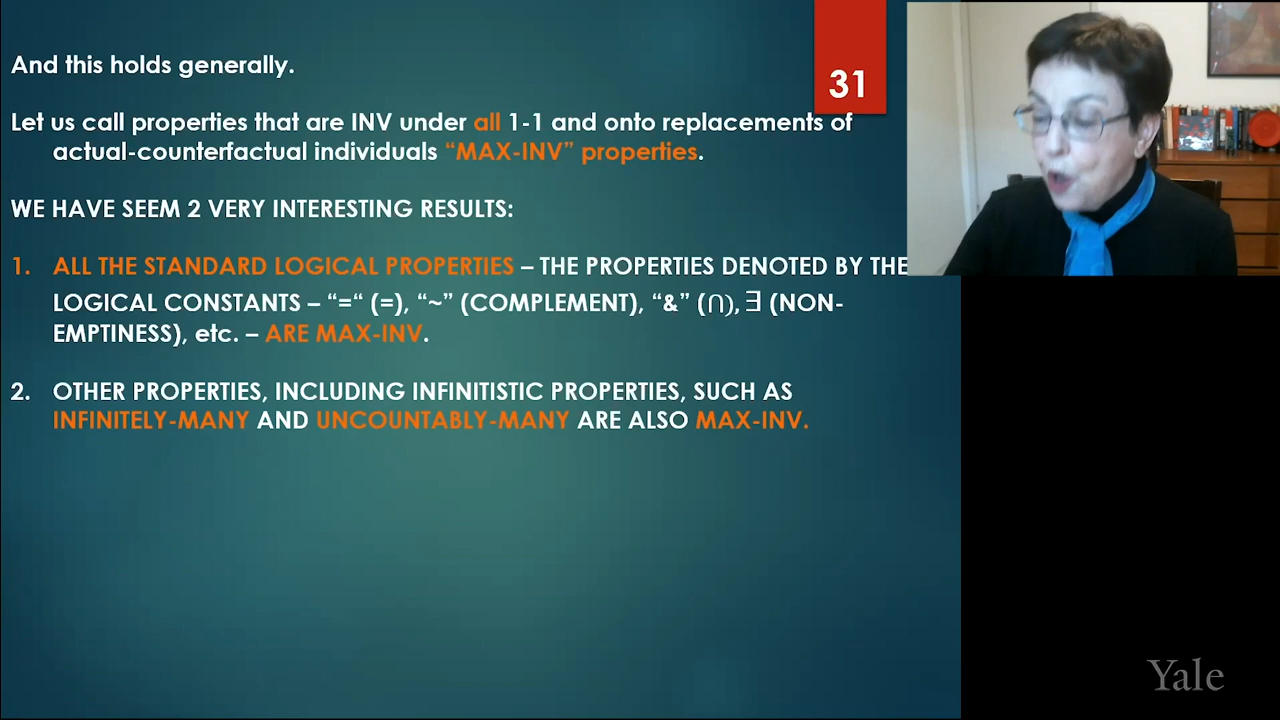 And this holds generally.
31
Let us call properties that are INV under all 1-1 and onto replacements of
actual-counterfactual individuals “MAX-INV” properties.
WE HAVE SEEM 2 VERY INTERESTING RESULTS:
1. ALL THE STANDARD LOGICAL PROPERTIES – THE PROPERTIES DENOTED BY THE
LOGICAL CONSTANTS – “=“ (=), “~” (COMPLEMENT), “&” (∩), ∃ (NON-
EMPTINESS), etc. – ARE MAX-INV.
2. OTHER PROPERTIES, INCLUDING INFINITISTIC PROPERTIES, SUCH AS
INFINITELY-MANY AND UNCOUNTABLY-MANY ARE ALSO MAX-INV.
Yale